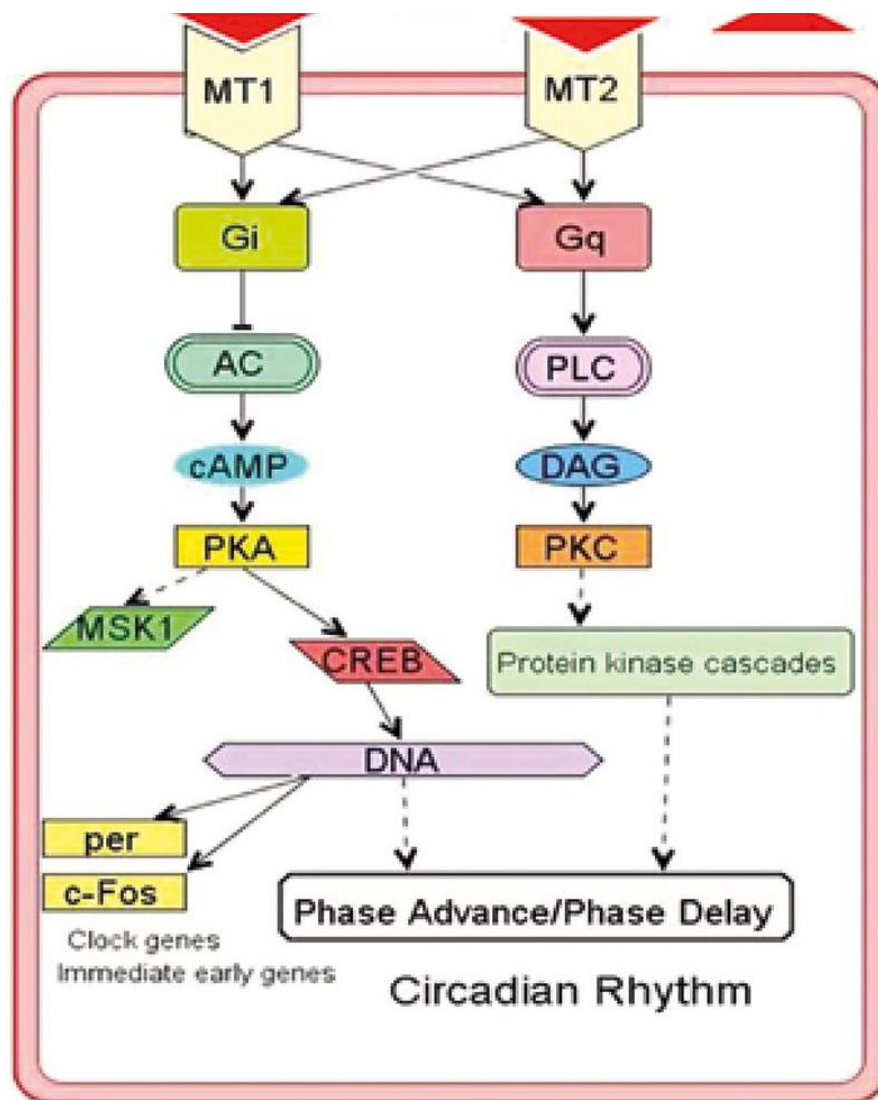 MT1
MT2
Gi
Gq
AC
PLC
cAMP
DAG
PKA
PKC
MSK1
CREB
Protein kinase cascades
DNA
per
c-Fos
Phase Advance/Phase Delay
Clock genes
Immediate early genes
Circadian Rhythm